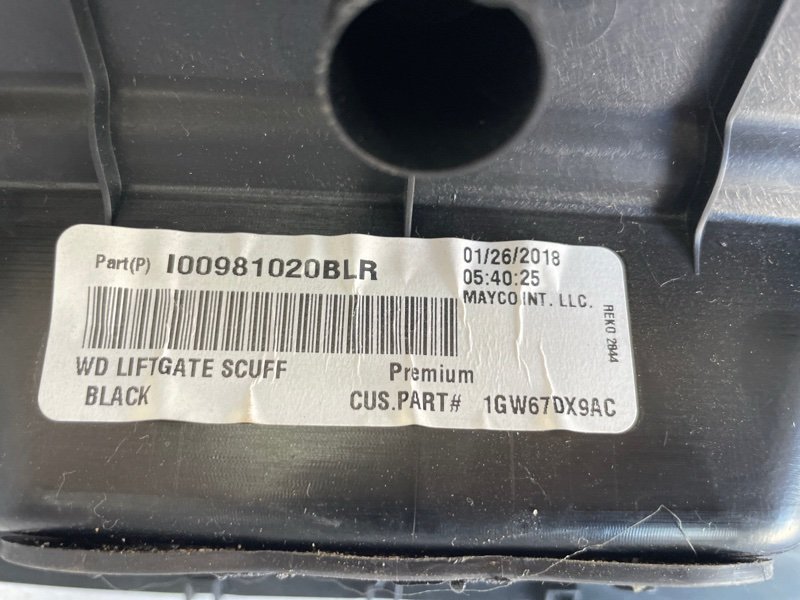 Part(P) I00981020BLR
01/26/2018
05:40:25
MAYCO INT. LLC.
REKO 2844
WD LIFTGATE SCUFF
Premium
BLACK
CUS.PART# 1GW67DX9AC